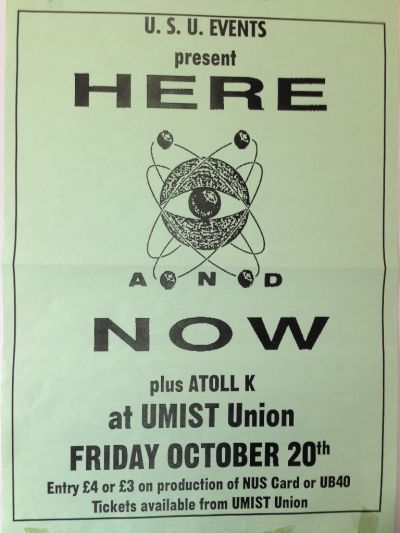 U. S. U. EVENTS
present
HERE
AND
NOW
plus ATOLL K
at UMIST Union
FRIDAY OCTOBER 20th
Entry £4 or £3 on production of NUS Card or UB40
Tickets available from UMIST Union